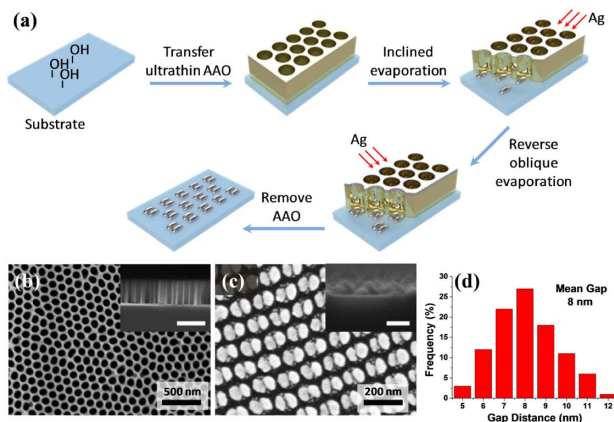 (a)
OH
OH
OH
Substrate
Transfer
ultrathin AAO
Inclined
evaporation
Ag
Reverse
oblique
evaporation
Ag
Remove
AAO
(b)
500 nm
(c)
200 nm
(d)
Mean Gap
8 nm
Frequency (%)
30
25
20
15
10
5
0
5 6 7 8 9 10 11 12
Gap Distance (nm)